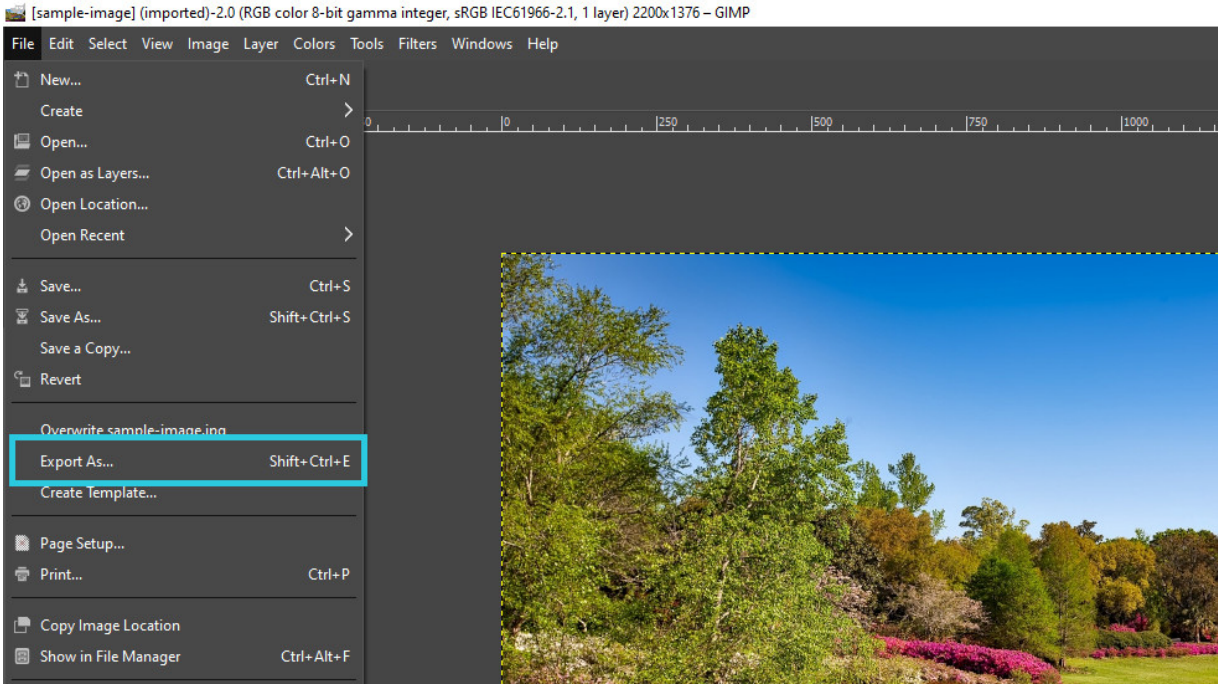 [sample-image] (imported)-2.0 (RGB color 8-bit gamma integer, sRGB IEC61966-2.1, 1 layer) 2200x1376 – GIMP
File Edit Select View Image Layer Colors Tools Filters Windows Help
New... Ctrl+N
Create
Open... Ctrl+O
Open as Layers... Ctrl+Alt+O
Open Location...
Open Recent
Save... Ctrl+S
Save As... Shift+Ctrl+S
Save a Copy...
Revert
Overwrite sample-image.jpg
Export As... Shift+Ctrl+E
Create Template...
Page Setup...
Print... Ctrl+P
Copy Image Location
Show in File Manager Ctrl+Alt+F
0 0 250 500 750 1000